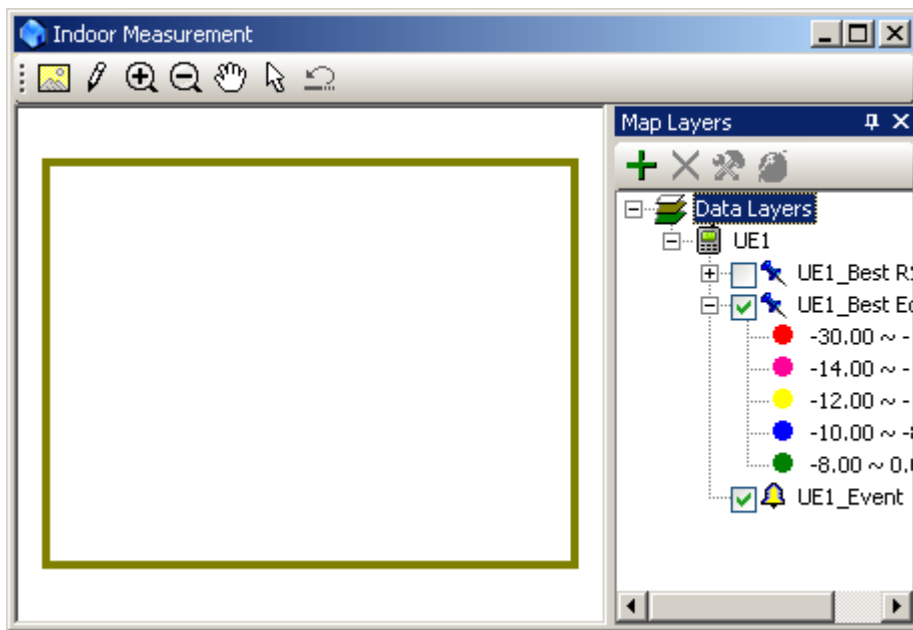 Indoor Measurement
Map Layers
Data Layers
UE1
UE1_Best
UE1_Best
-30.00 ~ -
-14.00 ~ -
-12.00 ~ -
-10.00 ~ -
-8.00 ~ 0.
UE1_Event